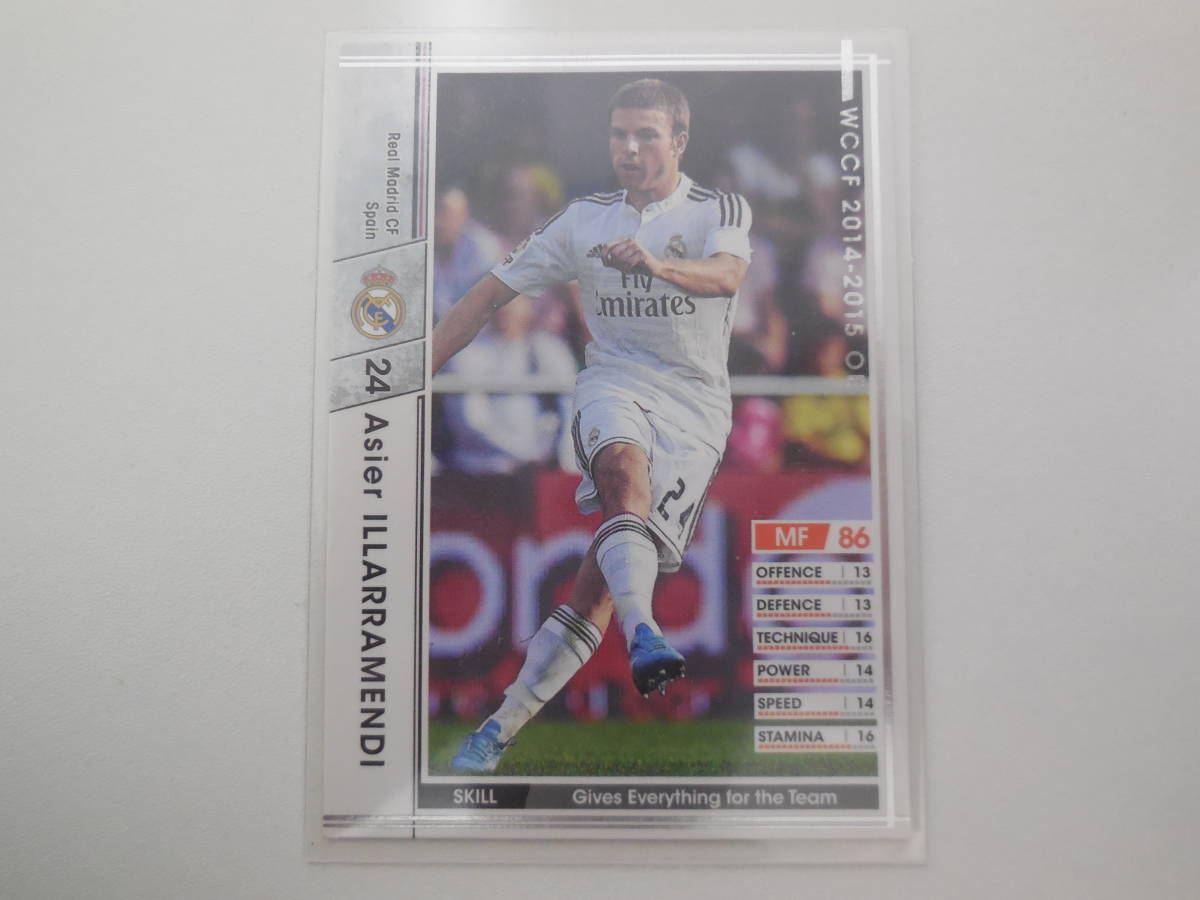 Real Madrid CF
Spain
24 Asier ILLARRAMENDI
WCCF 2014-2015
Fly
Emirates
24
ond
MF 86
OFFENCE 13
DEFENCE 13
TECHNIQUE 16
POWER 14
SPEED 14
STAMINA 16
SKILL Gives Everything for the Team